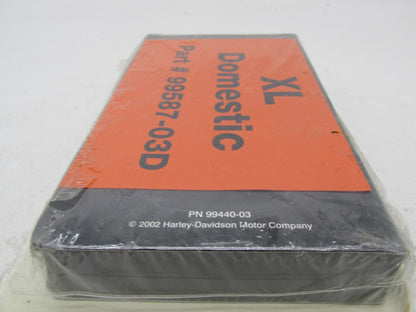 XL
Domestic
Part # 99587-03D
PN 99440-03
© 2002 Harley-Davidson Motor Company